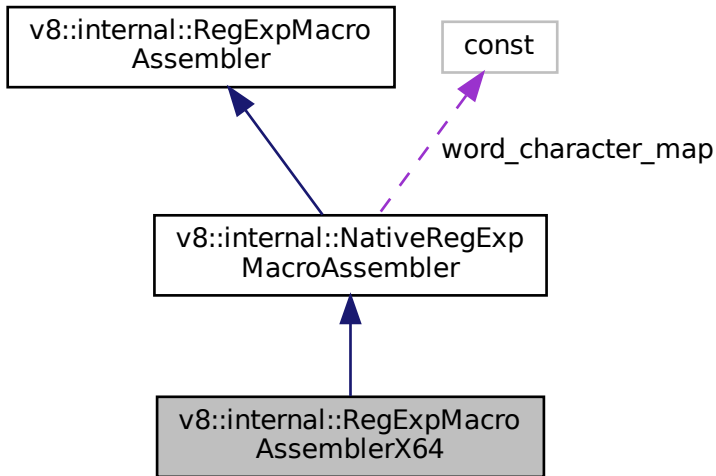 v8::internal::RegExpMacro
Assembler
const
word_character_map
v8::internal::NativeRegExp
MacroAssembler
v8::internal::RegExpMacro
AssemblerX64